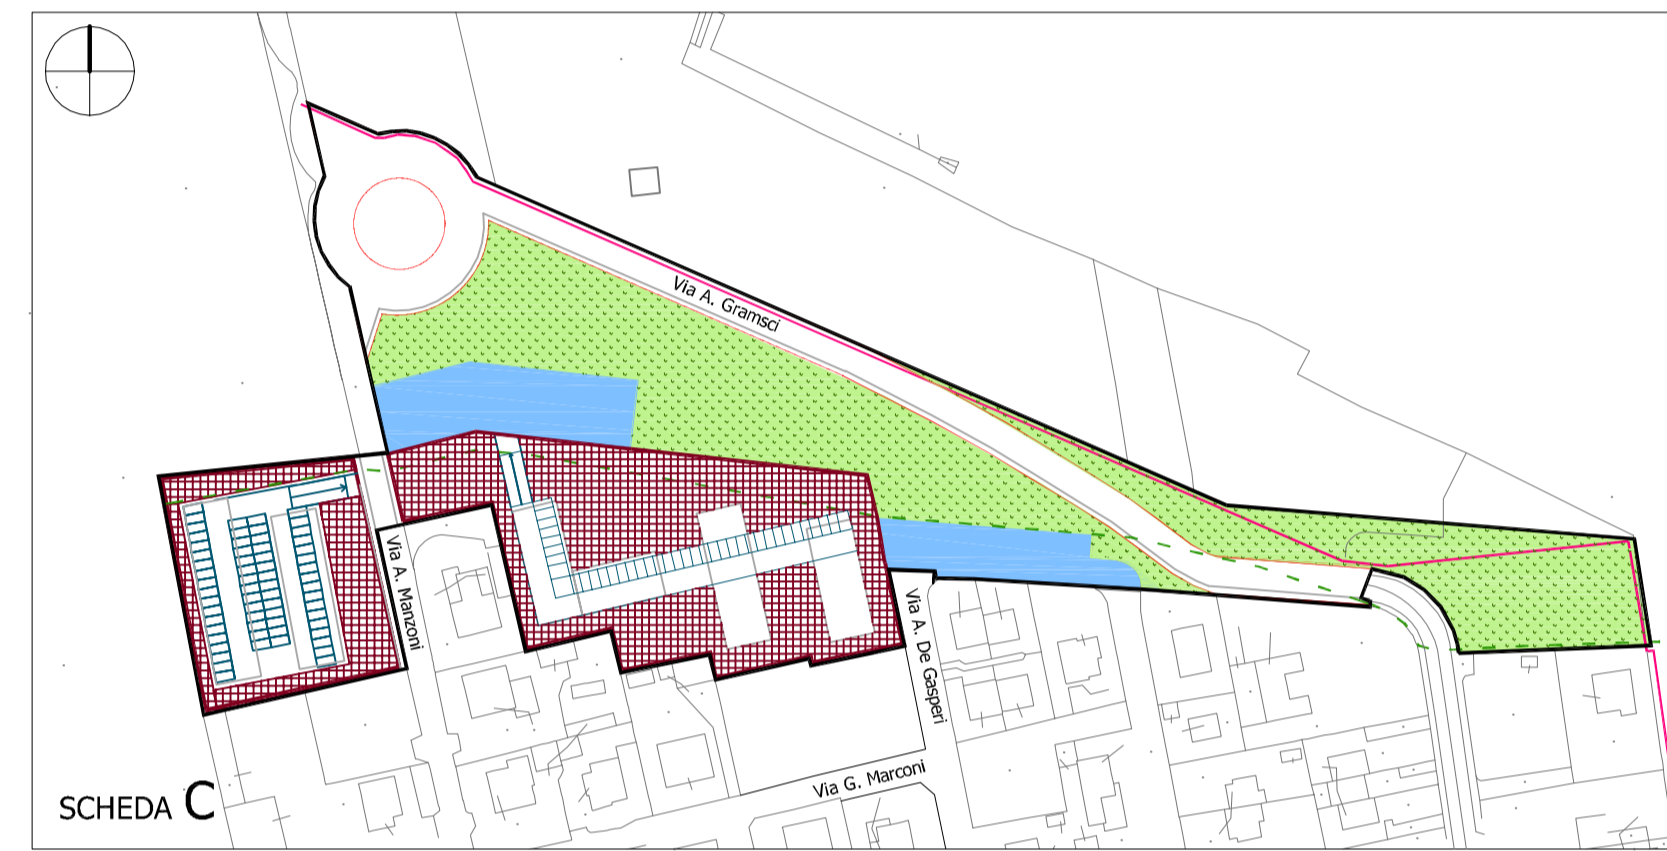 Via A. Gramsci
Via A. Manzoni
Via A. De Gasperi
Via G. Marconi
SCHEDA C